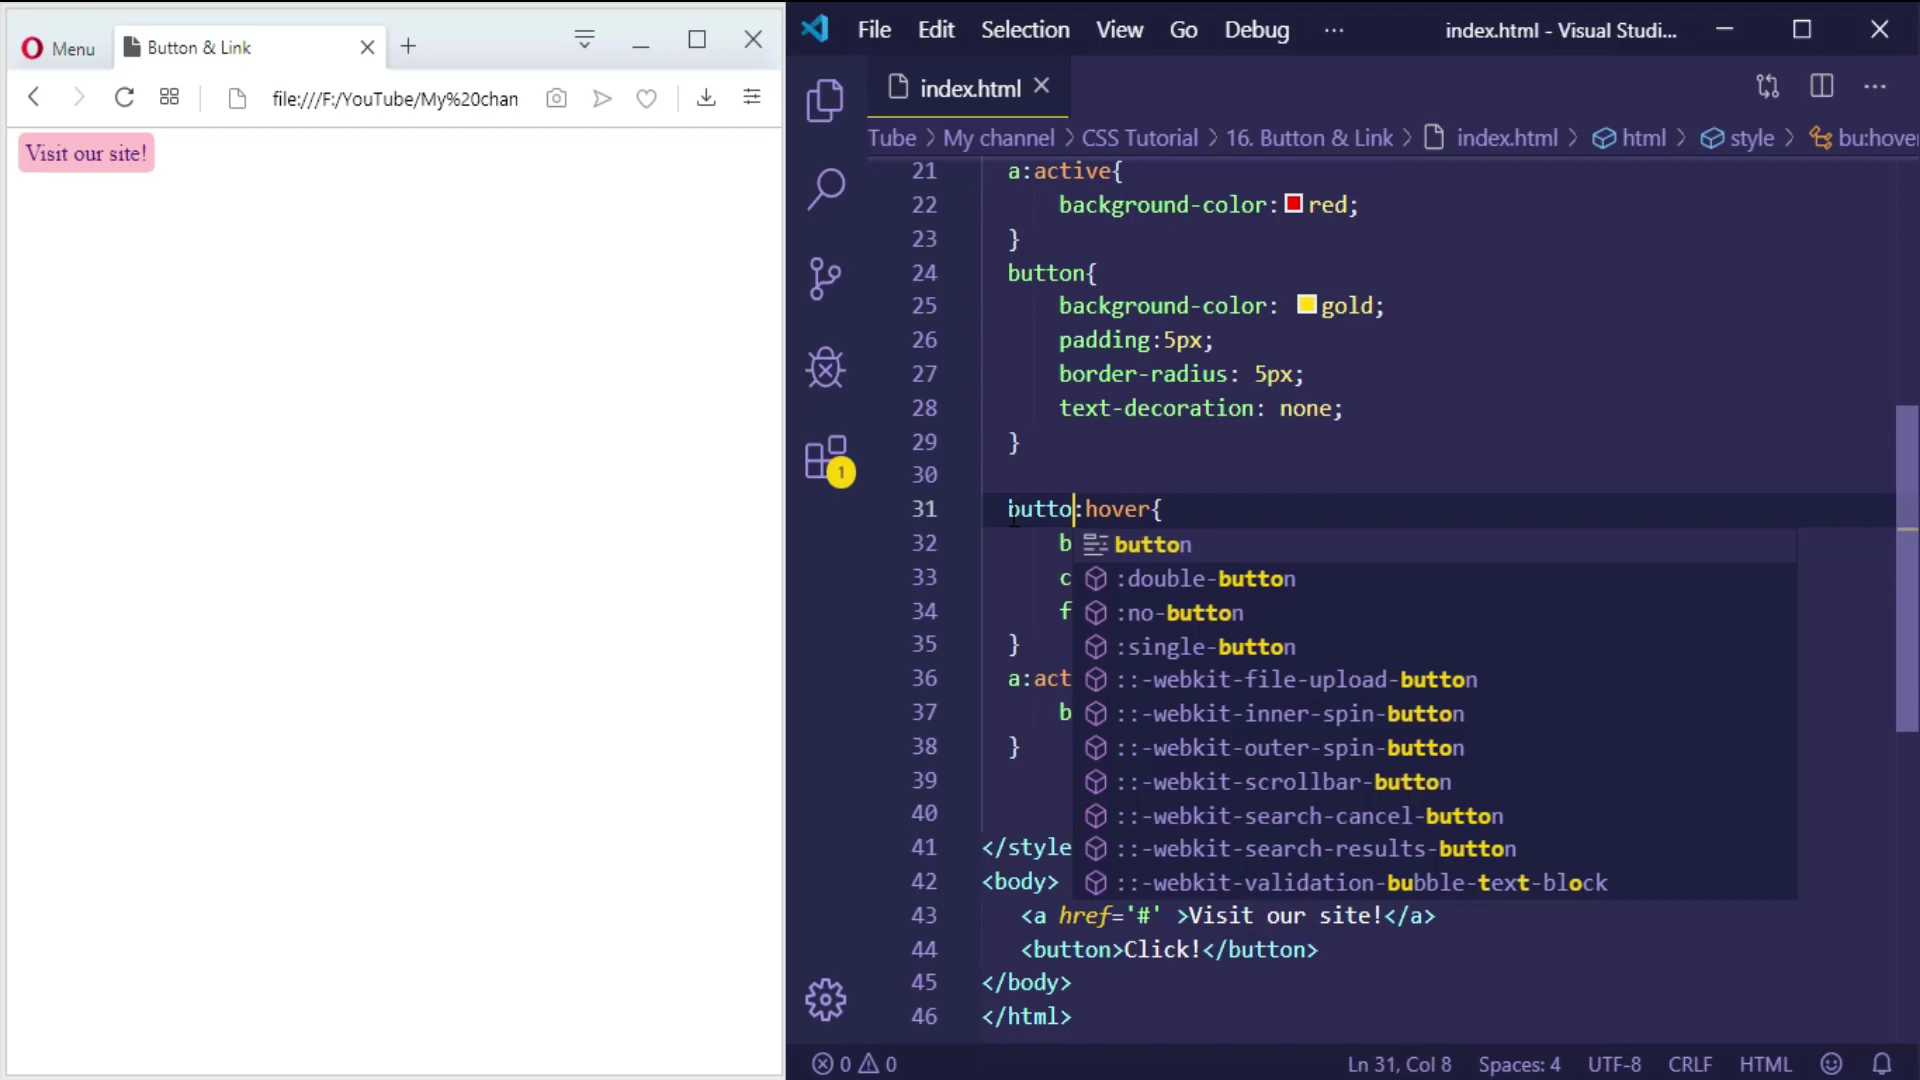 Menu
Button & Link
file:///F:/YouTube/My%20chan
Visit our site!
File Edit Selection View Go Debug ··· index.html - Visual Studi...
index.html
Tube > My channel > CSS Tutorial > 16. Button & Link > index.html > html > style > bu:hover
21 a:active{
22 background-color: red;
23 }
24 button{
25 background-color: gold;
26 padding:5px;
27 border-radius: 5px;
28 text-decoration: none;
29 }
30
31 butto:hover{
32 b
button
33 c
:double-button
34 f
:no-button
35 }
:single-button
36 a:act
::-webkit-file-upload-button
37 b
::-webkit-inner-spin-button
38 }
::-webkit-outer-spin-button
39
::-webkit-scrollbar-button
40
::-webkit-search-cancel-button
41 </style
::-webkit-search-results-button
42 <body>
::-webkit-validation-bubble-text-block
43 <a href='#' >Visit our site!</a>
44 <button>Click!</button>
45 </body>
46 </html>
1
0 0
Ln 31, Col 8 Spaces: 4 UTF-8 CRLF HTML